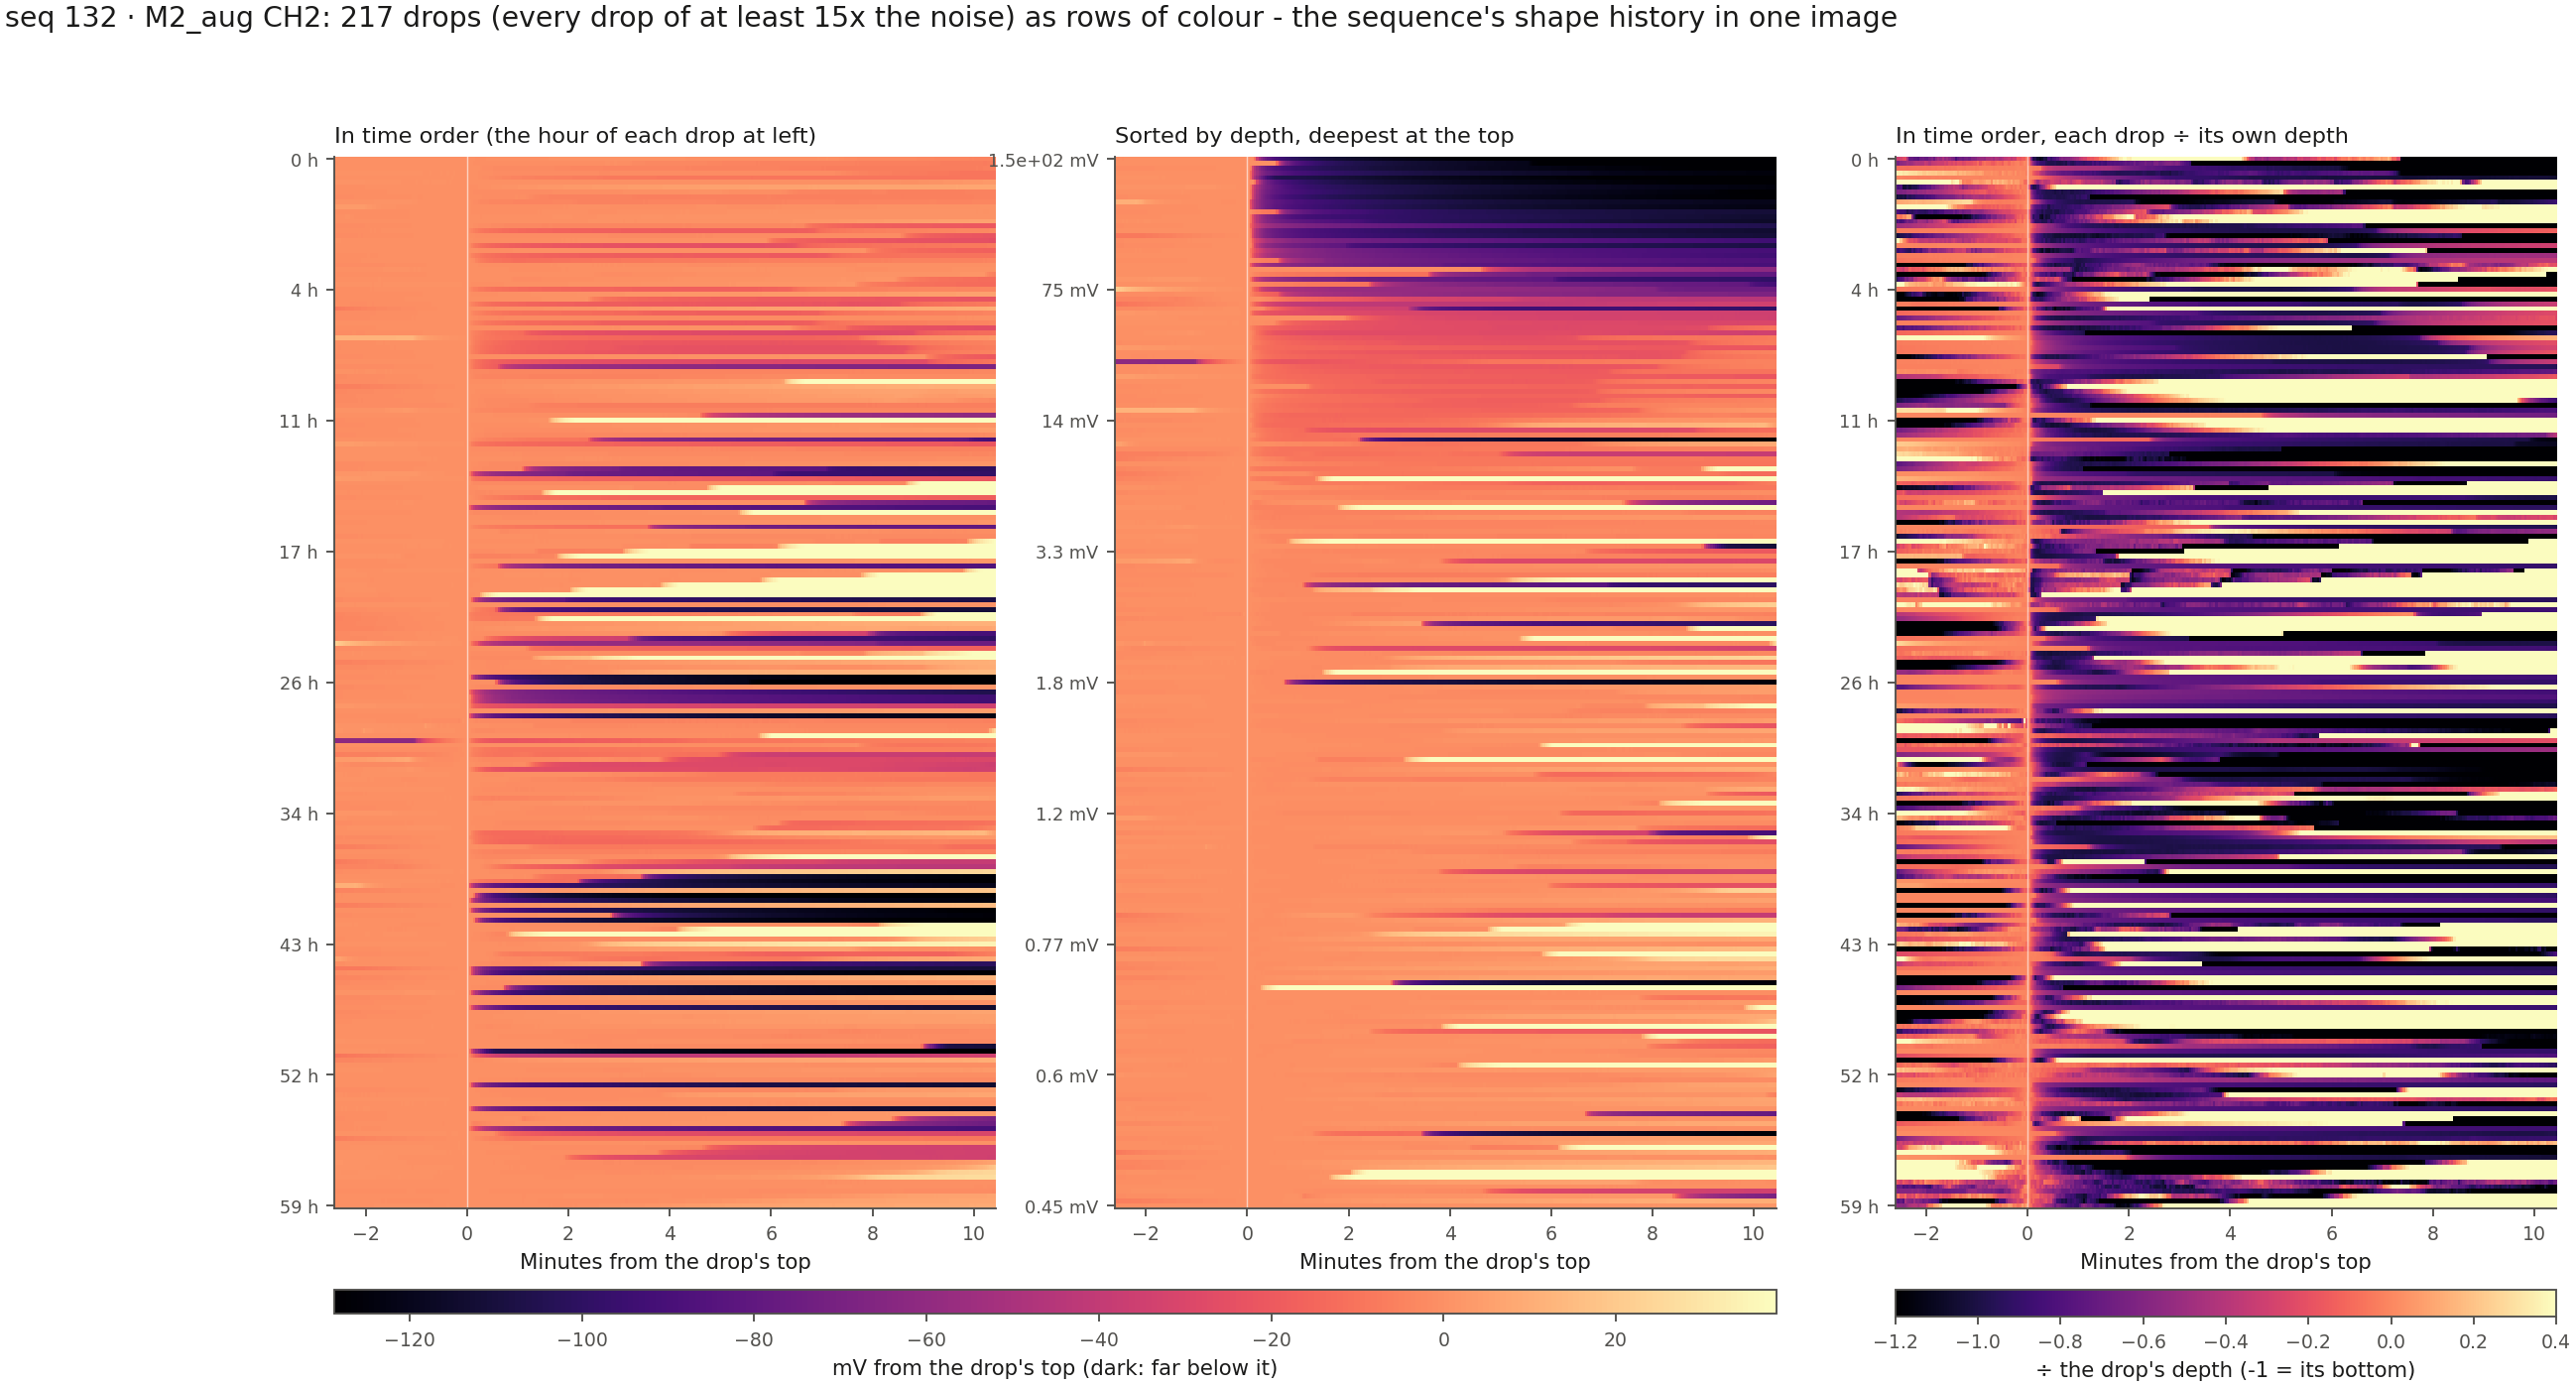 seq 132 · M2_aug CH2: 217 drops (every drop of at least 15x the noise) as rows of colour - the sequence's shape history in one image
In time order (the hour of each drop at left)
0 h
4 h
11 h
17 h
26 h
34 h
43 h
52 h
59 h
−2 0 2 4 6 8 10
Minutes from the drop's top
Sorted by depth, deepest at the top
1.5e+02 mV
75 mV
14 mV
3.3 mV
1.8 mV
1.2 mV
0.77 mV
0.6 mV
0.45 mV
−2 0 2 4 6 8 10
Minutes from the drop's top
In time order, each drop ÷ its own depth
0 h
4 h
11 h
17 h
26 h
34 h
43 h
52 h
59 h
−2 0 2 4 6 8 10
Minutes from the drop's top
−120 −100 −80 −60 −40 −20 0 20
mV from the drop's top (dark: far below it)
−1.2 −1.0 −0.8 −0.6 −0.4 −0.2 0.0 0.2 0.4
÷ the drop's depth (-1 = its bottom)